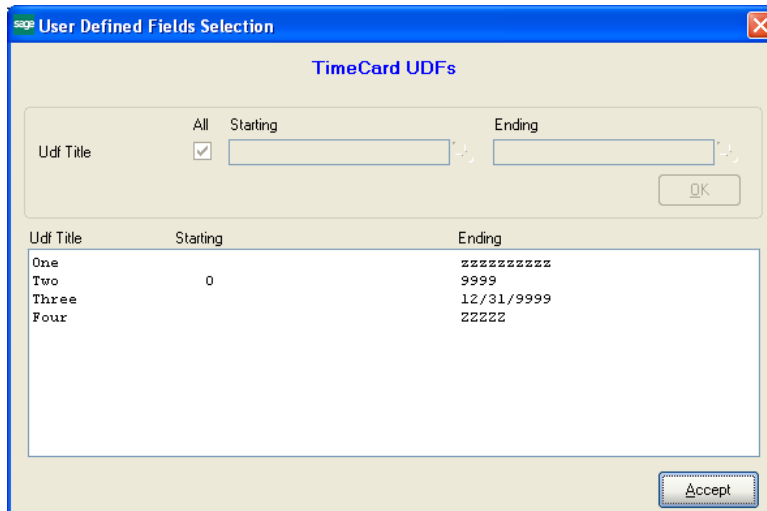 sage User Defined Fields Selection
TimeCard UDFs
All Starting Ending
Udf Title
OK
Udf Title Starting Ending
One zzzzzzzzzz
Two 0 9999
Three 12/31/9999
Four ZZZZZ
Accept